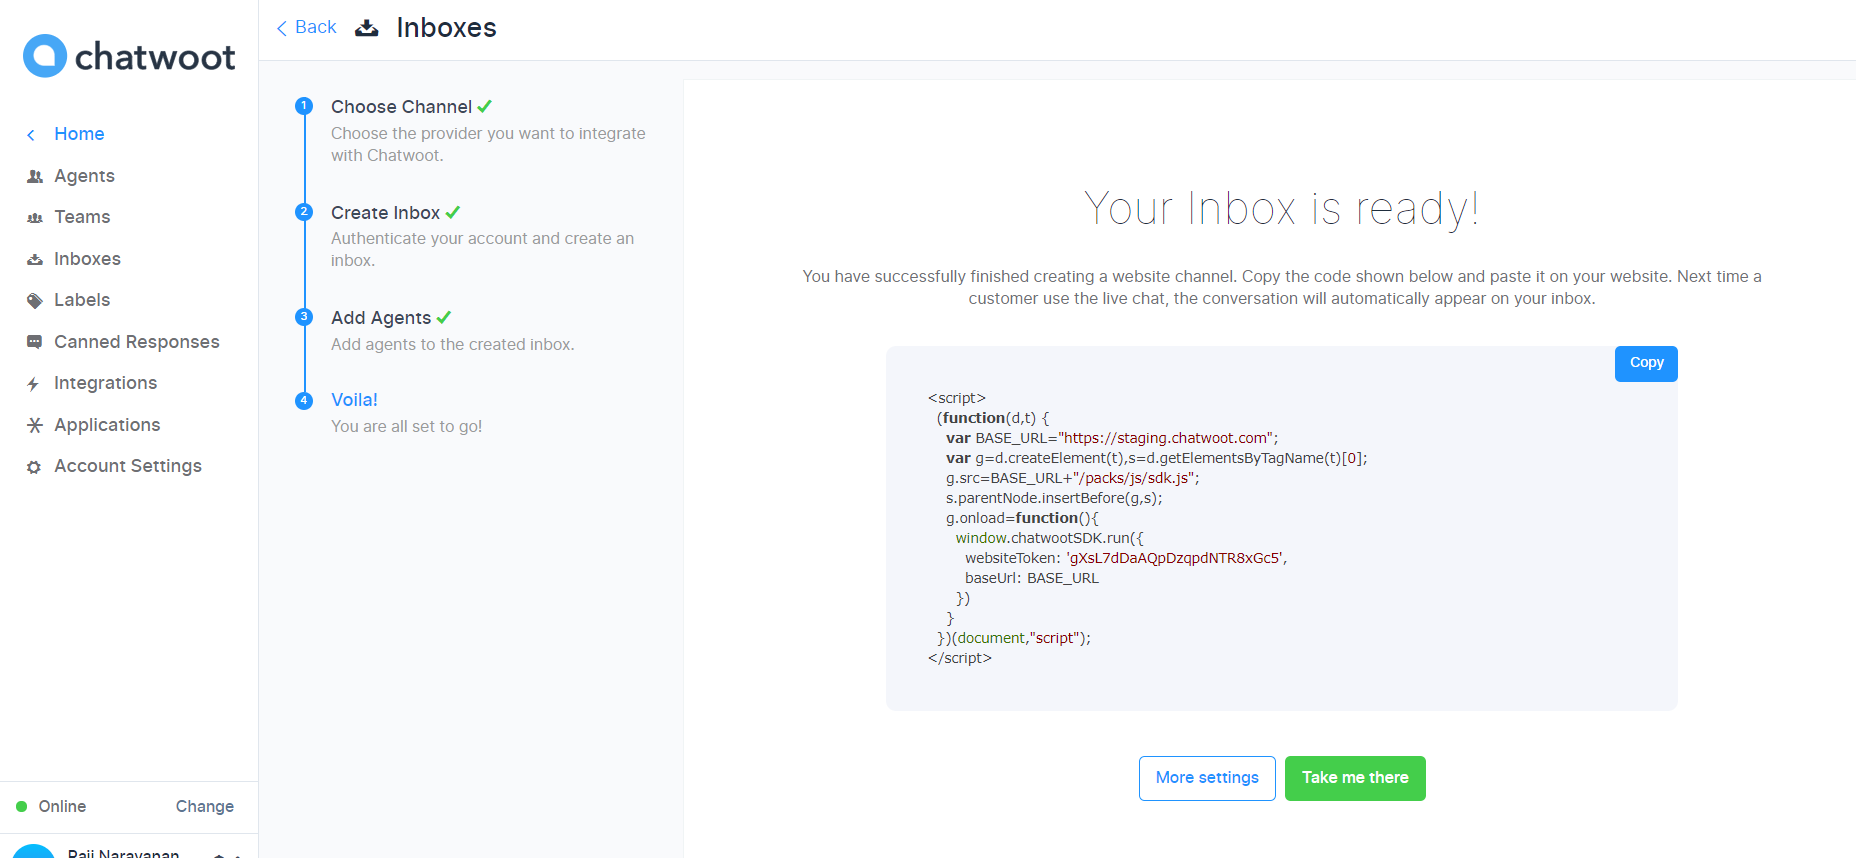 chatwoot
Home
Agents
Teams
Inboxes
Labels
Canned Responses
Integrations
Applications
Account Settings
Online Change
Raji Narayanan
Back Inboxes
1 Choose Channel
Choose the provider you want to integrate
with Chatwoot.
2 Create Inbox
Authenticate your account and create an
inbox.
3 Add Agents
Add agents to the created inbox.
4 Voila!
You are all set to go!
Your Inbox is ready!
You have successfully finished creating a website channel. Copy the code shown below and paste it on your website. Next time a
customer use the live chat, the conversation will automatically appear on your inbox.
Copy
<script>
(function(d,t) {
var BASE_URL="https://staging.chatwoot.com";
var g=d.createElement(t),s=d.getElementsByTagName(t)[0];
g.src=BASE_URL+"/packs/js/sdk.js";
s.parentNode.insertBefore(g,s);
g.onload=function(){
window.chatwootSDK.run({
websiteToken: 'gXsL7dDaAQpDzqpdNTR8xGc5',
baseUrl: BASE_URL
})
}
})(document,"script");
</script>
More settings Take me there